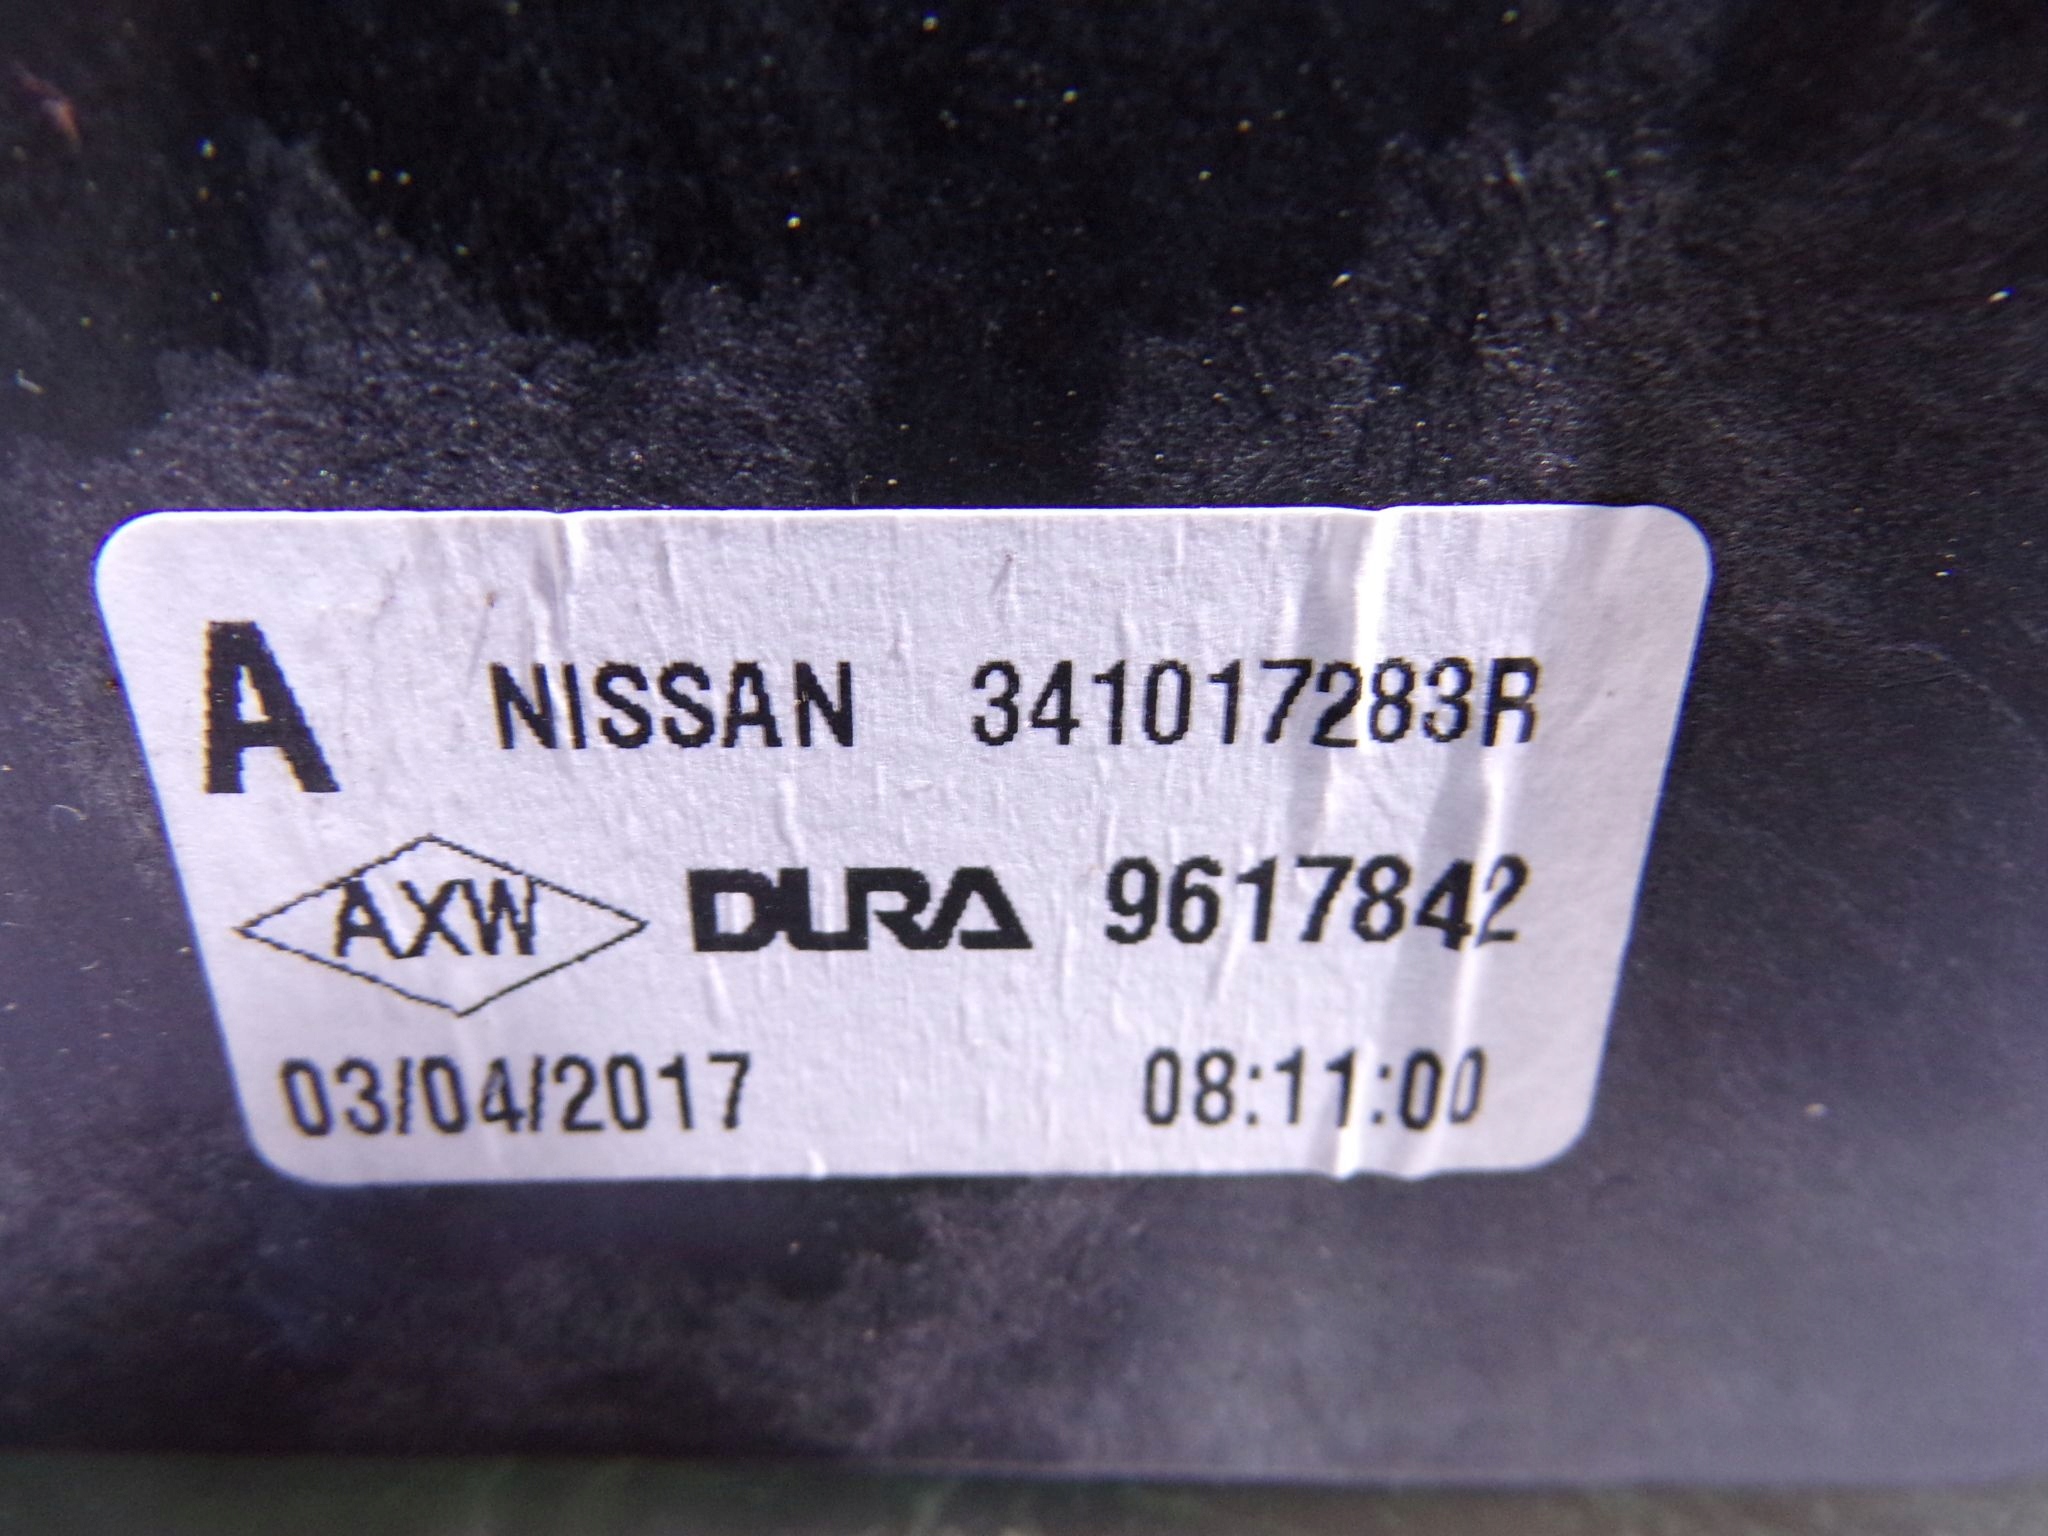 A NISSAN 341017283R
AXW DURA 9617842
03/04/2017 08:11:00